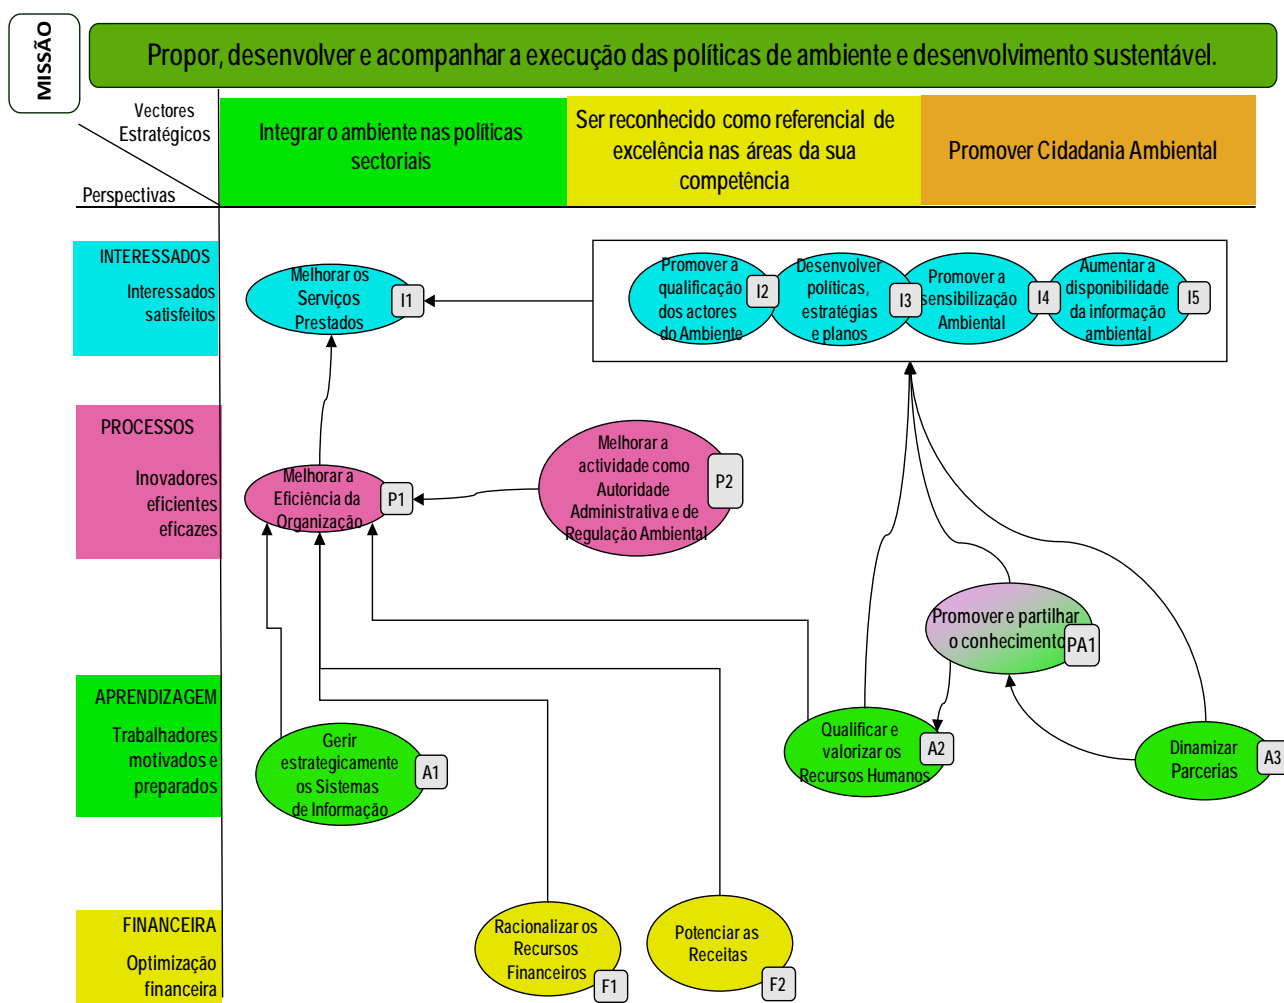 MISSÃO
Propor, desenvolver e acompanhar a execução das políticas de ambiente e desenvolvimento sustentável.
Vectores
Estratégicos
Perspectivas
Integrar o ambiente nas políticas
sectoriais
Ser reconhecido como referencial de
excelência nas áreas da sua
competência
Promover Cidadania Ambiental
INTERESSADOS
Interessados
satisfeitos
Melhorar os
Serviços
Prestados
I1
Promover a
qualificação
dos actores
do Ambiente
I2
Desenvolver
políticas,
estratégias
e planos
I3
Promover a
sensibilização
Ambiental
I4
Aumentar a
disponibilidade
da informação
ambiental
I5
PROCESSOS
Inovadores
eficientes
eficazes
Melhorar a
Eficiência da
Organização
P1
Melhorar a
actividade como
Autoridade
Administrativa e de
Regulação Ambiental
P2
Promover e partilhar
o conhecimento
PA1
APRENDIZAGEM
Trabalhadores
motivados e
preparados
Gerir
estrategicamente
os Sistemas
de Informação
A1
Qualificar e
valorizar os
Recursos Humanos
A2
Dinamizar
Parcerias
A3
FINANCEIRA
Optimização
financeira
Racionalizar os
Recursos
Financeiros
F1
Potenciar as
Receitas
F2